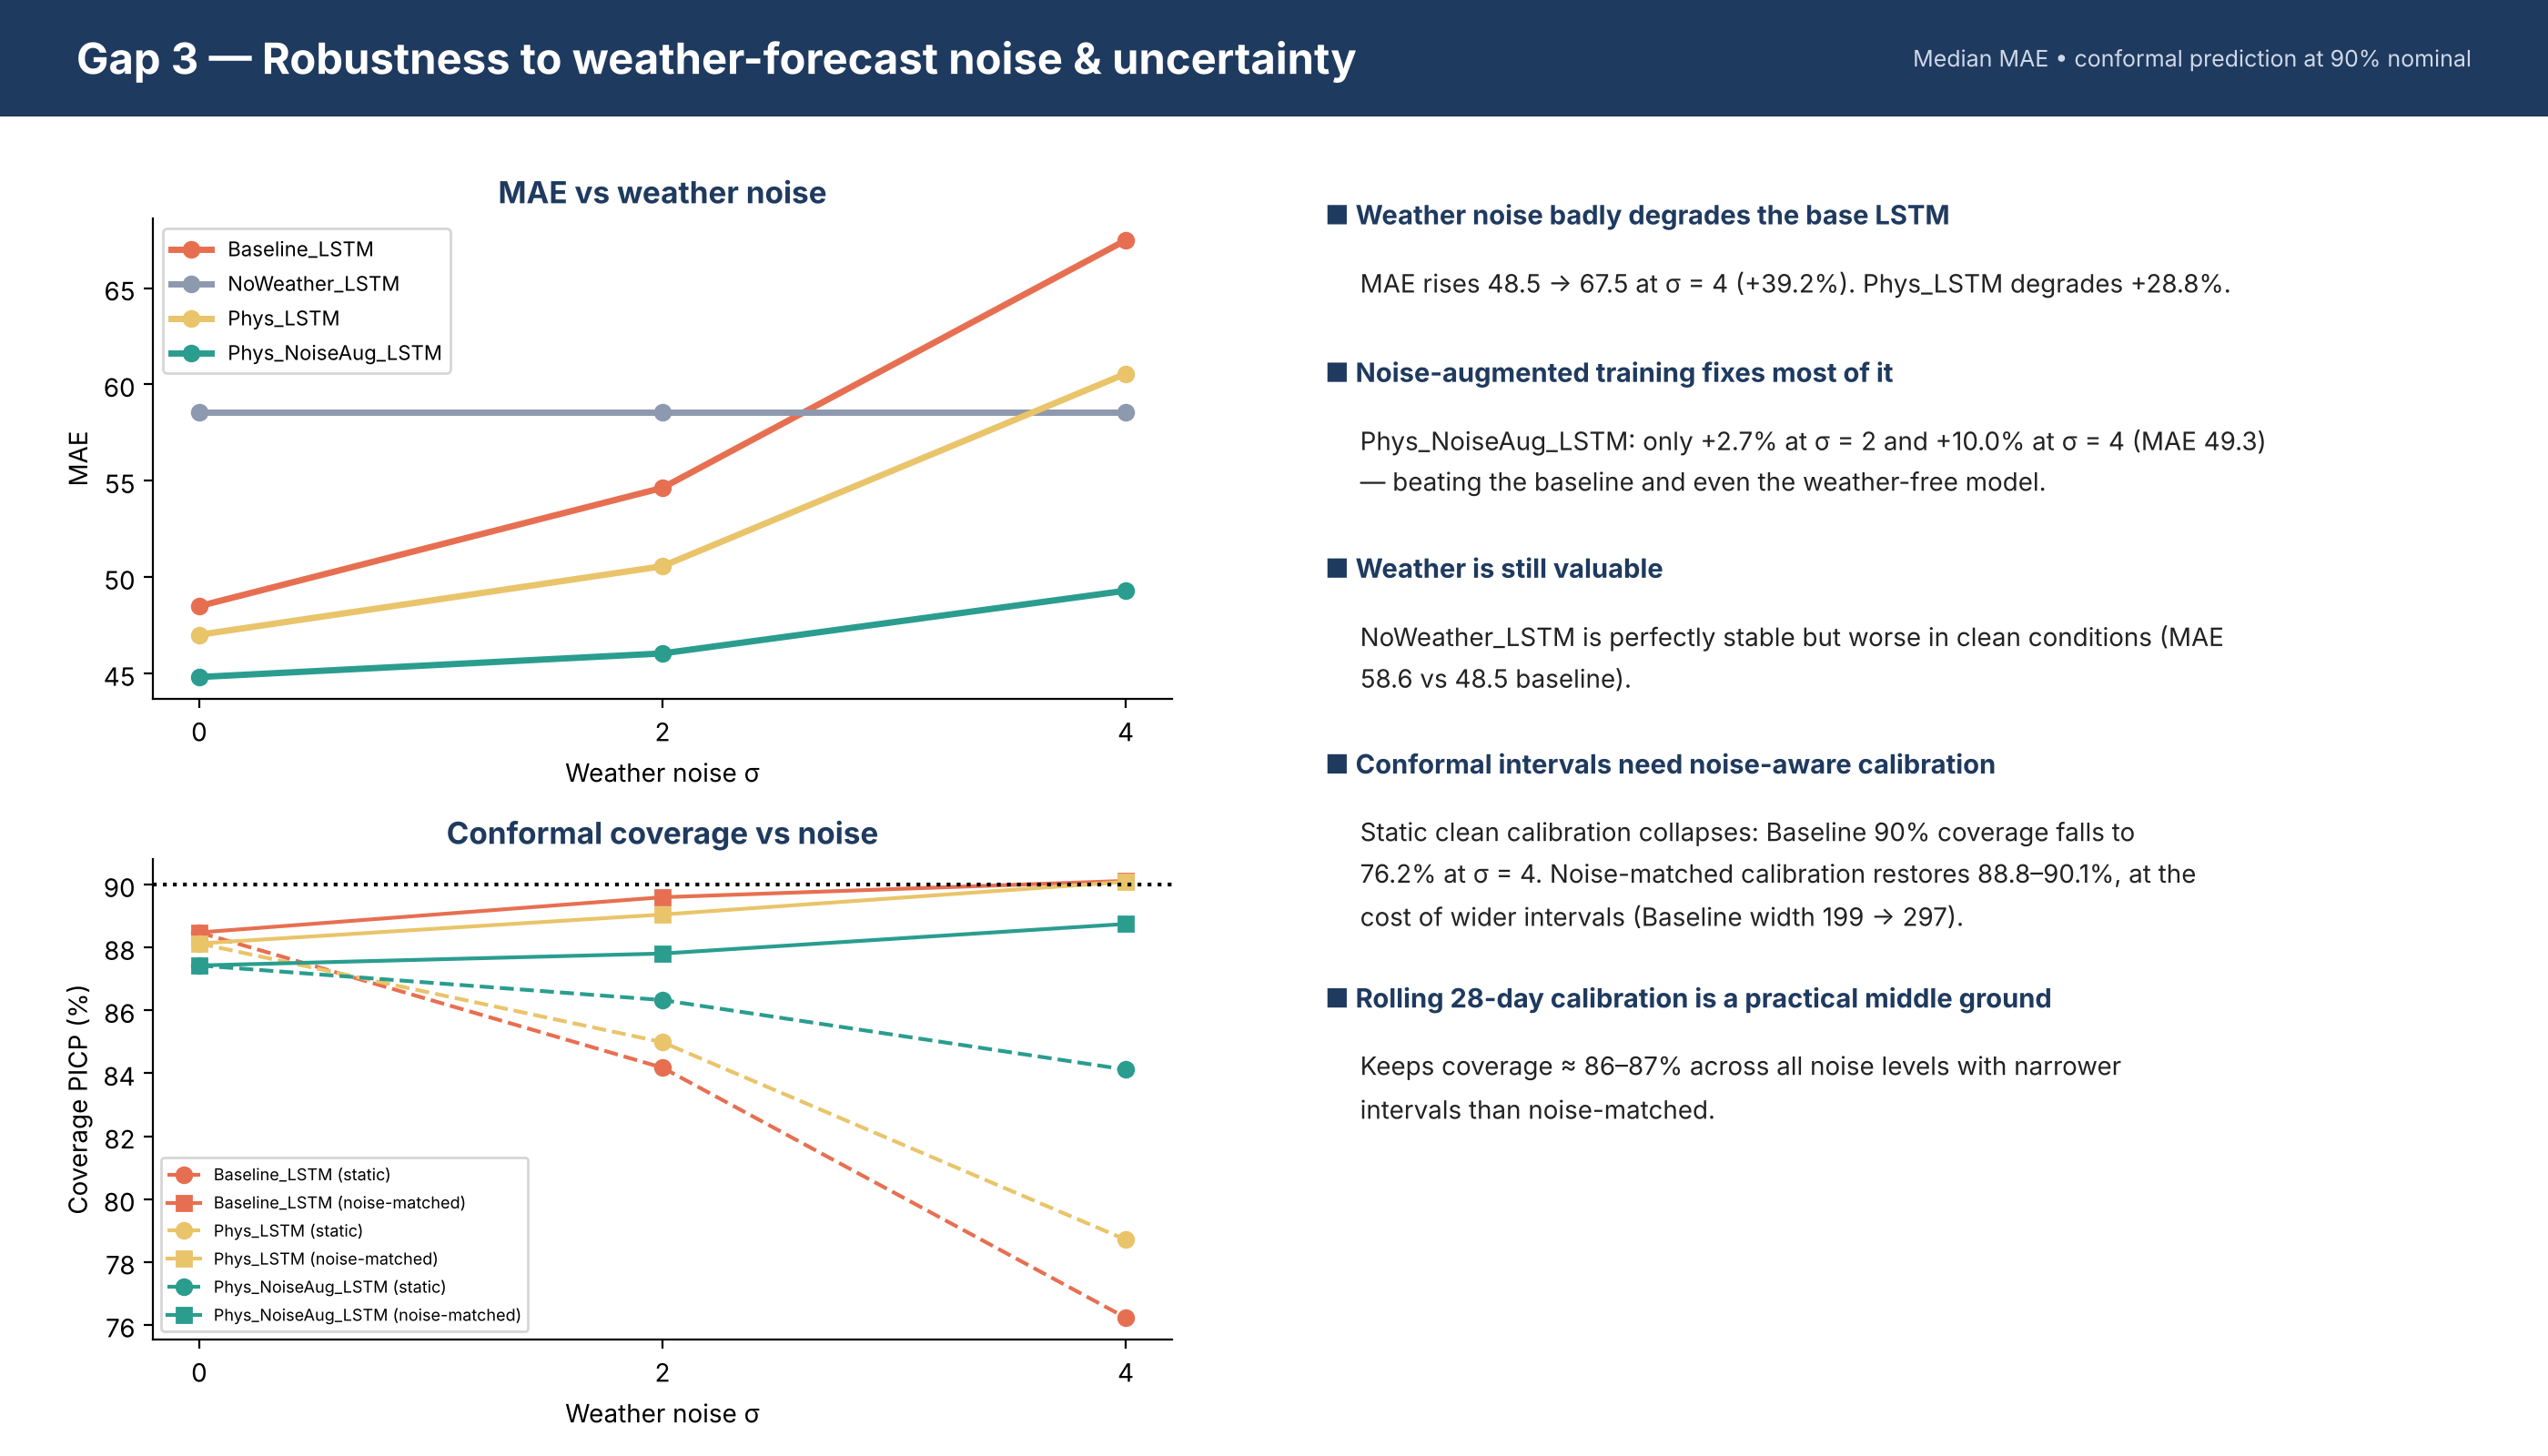 Gap 3 — Robustness to weather-forecast noise & uncertainty
Median MAE • conformal prediction at 90% nominal
MAE vs weather noise
Baseline_LSTM
NoWeather_LSTM
Phys_LSTM
Phys_NoiseAug_LSTM
MAE
65
60
55
50
45
0
2
4
Weather noise σ
Conformal coverage vs noise
Coverage PICP (%)
90
88
86
84
82
80
78
76
Baseline_LSTM (static)
Baseline_LSTM (noise-matched)
Phys_LSTM (static)
Phys_LSTM (noise-matched)
Phys_NoiseAug_LSTM (static)
Phys_NoiseAug_LSTM (noise-matched)
0
2
4
Weather noise σ
■ Weather noise badly degrades the base LSTM
MAE rises 48.5 → 67.5 at σ = 4 (+39.2%). Phys_LSTM degrades +28.8%.
■ Noise-augmented training fixes most of it
Phys_NoiseAug_LSTM: only +2.7% at σ = 2 and +10.0% at σ = 4 (MAE 49.3)
— beating the baseline and even the weather-free model.
■ Weather is still valuable
NoWeather_LSTM is perfectly stable but worse in clean conditions (MAE
58.6 vs 48.5 baseline).
■ Conformal intervals need noise-aware calibration
Static clean calibration collapses: Baseline 90% coverage falls to
76.2% at σ = 4. Noise-matched calibration restores 88.8–90.1%, at the
cost of wider intervals (Baseline width 199 → 297).
■ Rolling 28-day calibration is a practical middle ground
Keeps coverage ≈ 86–87% across all noise levels with narrower
intervals than noise-matched.